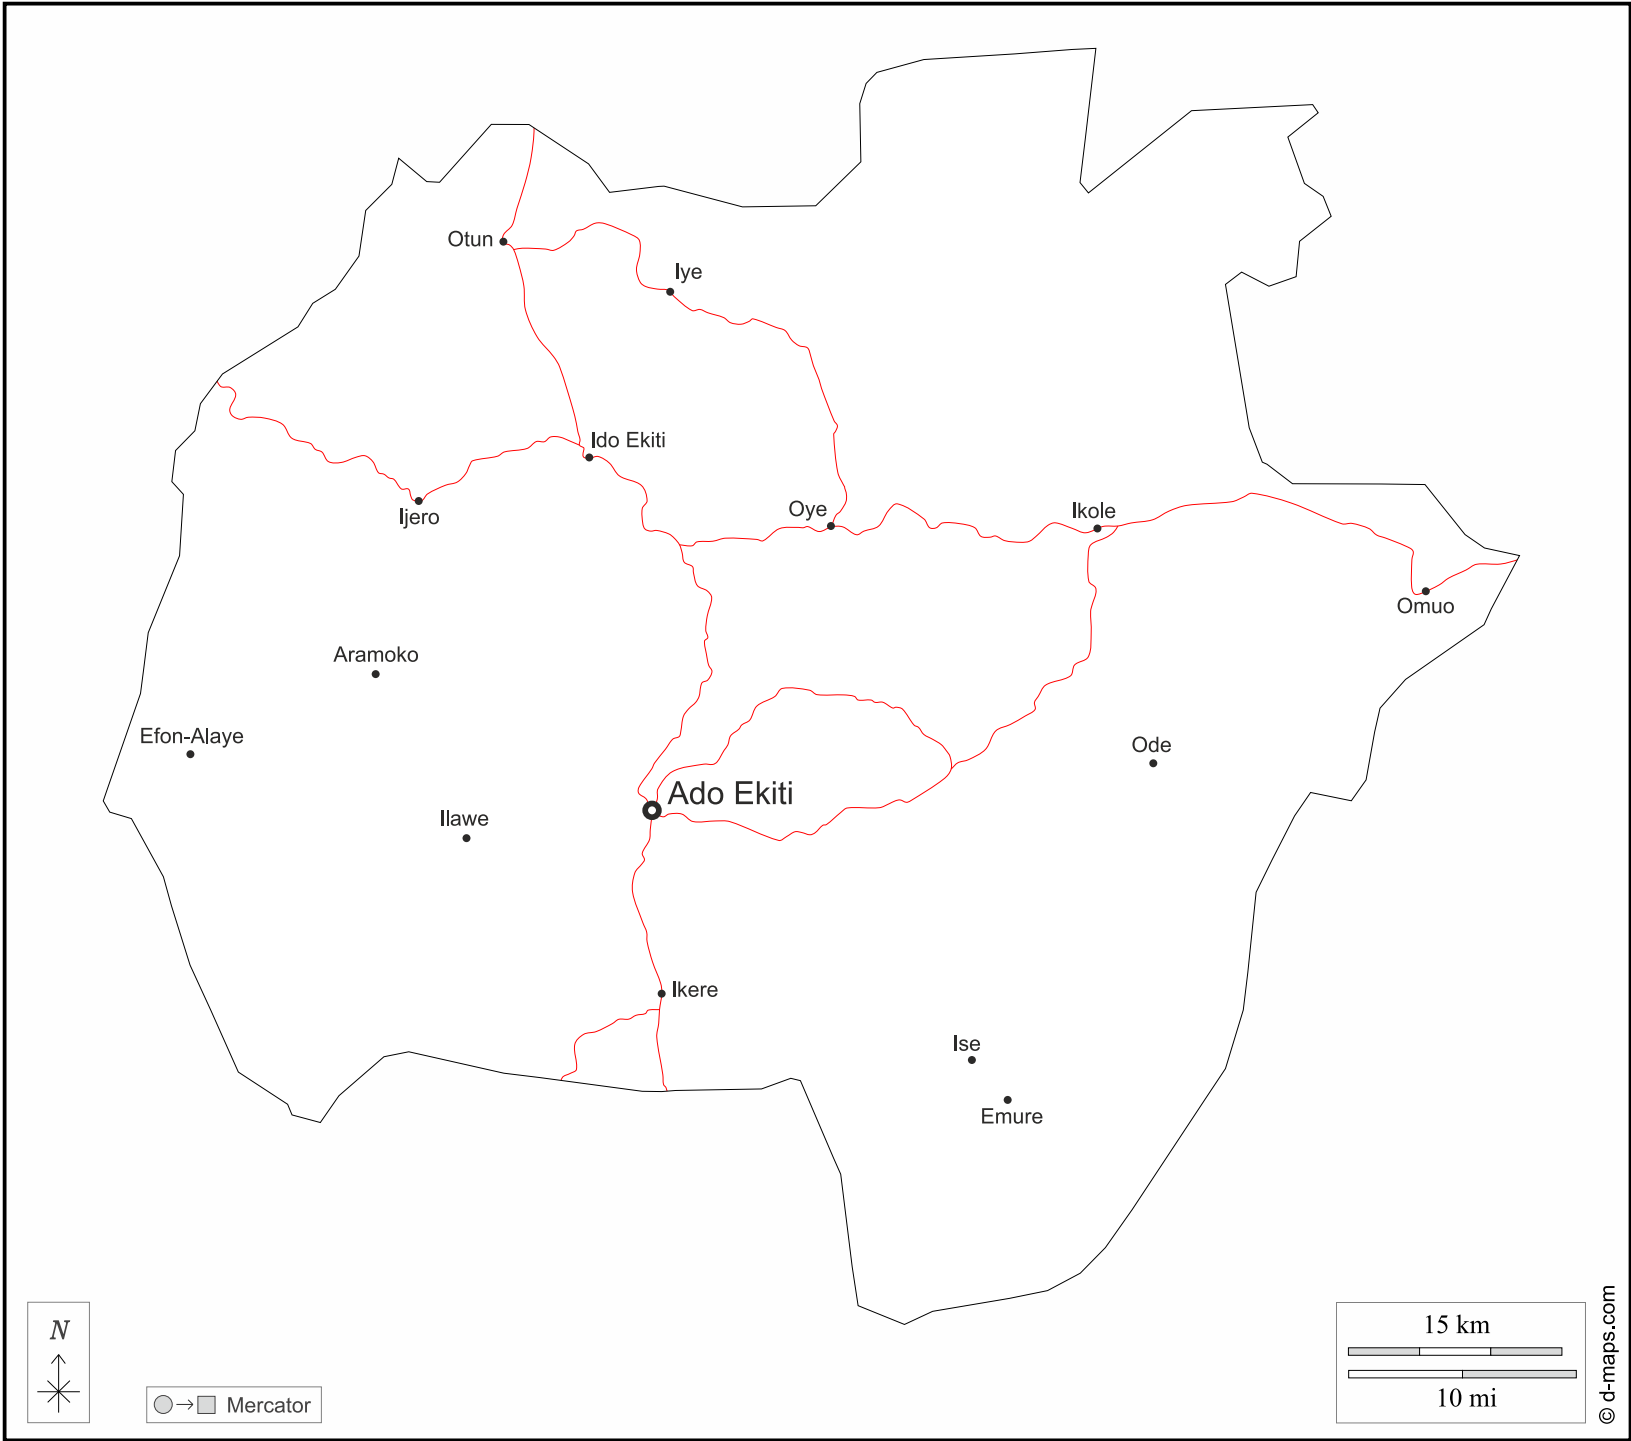 Otun
Iye
Ido Ekiti
Ijero
Oye
Ikole
Omuo
Aramoko
Efon-Alaye
Ode
Ado Ekiti
Ilawe
Ikere
Ise
Emure
N
Mercator
15 km
10 mi
© d-maps.com